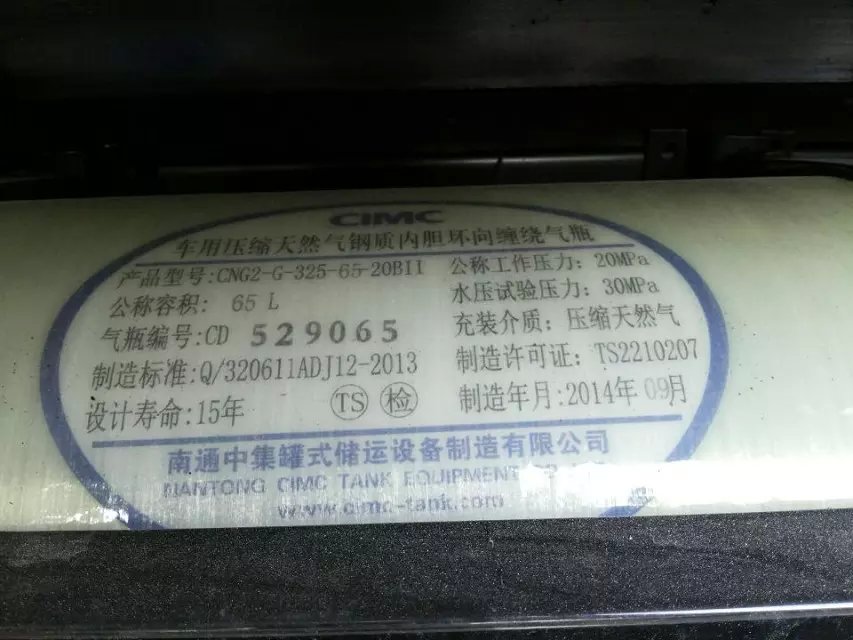 CIMC
车用压缩天然气钢质内胆环向缠绕气瓶
产品型号:CNG2-G-325-65-20BII 公称工作压力: 20MPa
公称容积: 65 L 水压试验压力: 30MPa
气瓶编号:CD 529065 充装介质: 压缩天然气
制造标准:Q/320611ADJ12-2013 制造许可证: TS2210207
设计寿命:15年 TS 检 制造年月:2014年 09月
南通中集罐式储运设备制造有限公司
NANTONG CIMC TANK EQUIPMENT
www.cimc-tank.com